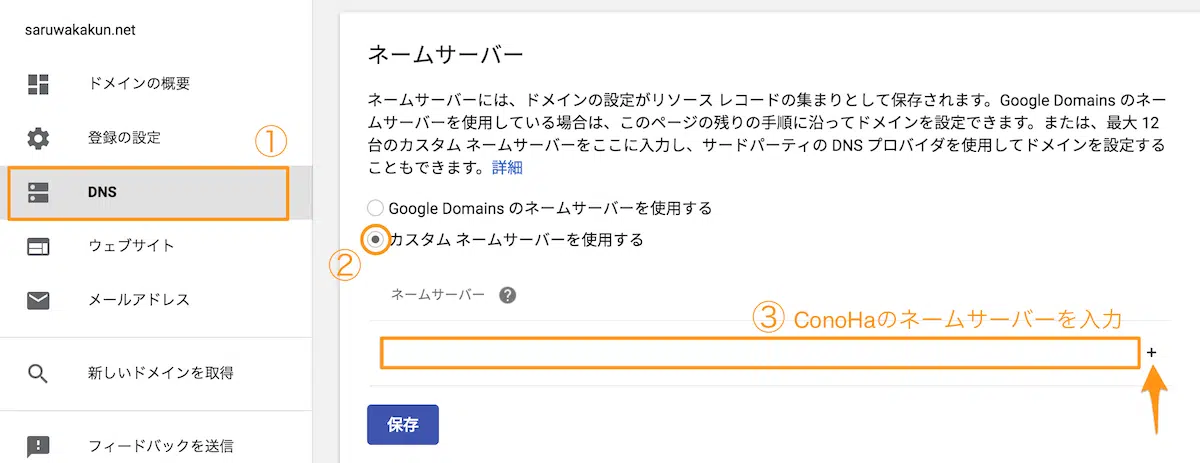 saruwakakun.net
ドメインの概要
登録の設定
①
DNS
ウェブサイト
メールアドレス
新しいドメインを取得
フィードバックを送信
ネームサーバー
ネームサーバーには、ドメインの設定がリソース レコードの集まりとして保存されます。Google Domains のネー
ムサーバーを使用している場合は、このページの残りの手順に沿ってドメインを設定できます。または、最大 12
台のカスタム ネームサーバーをここに入力し、サードパーティの DNS プロバイダを使用してドメインを設定する
こともできます。詳細
Google Domains のネームサーバーを使用する
カスタム ネームサーバーを使用する
②
ネームサーバー ?
③ ConoHaのネームサーバーを入力
+
保存